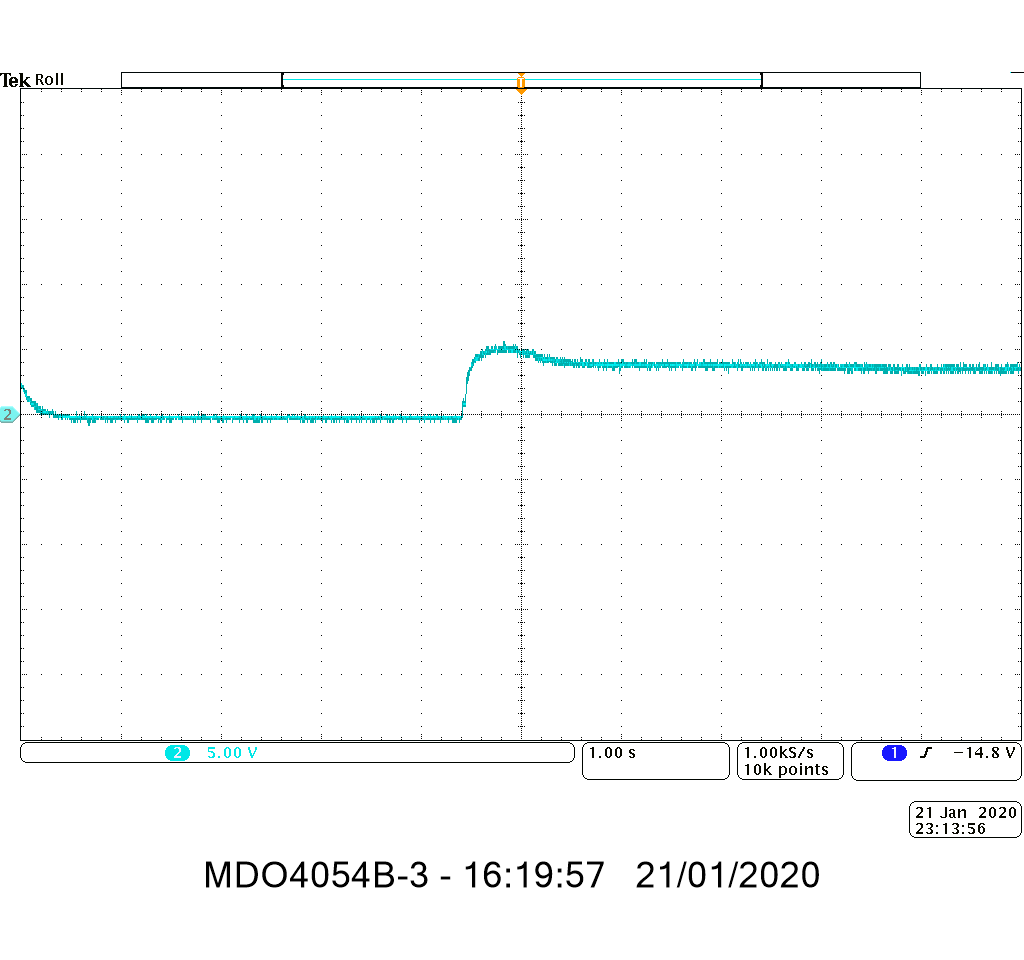 Tek Roll
T
2
2 5.00 V
1.00 s
1.00kS/s
10k points
1 ∫ −14.8 V
21 Jan 2020
23:13:56
MDO4054B-3 - 16:19:57 21/01/2020